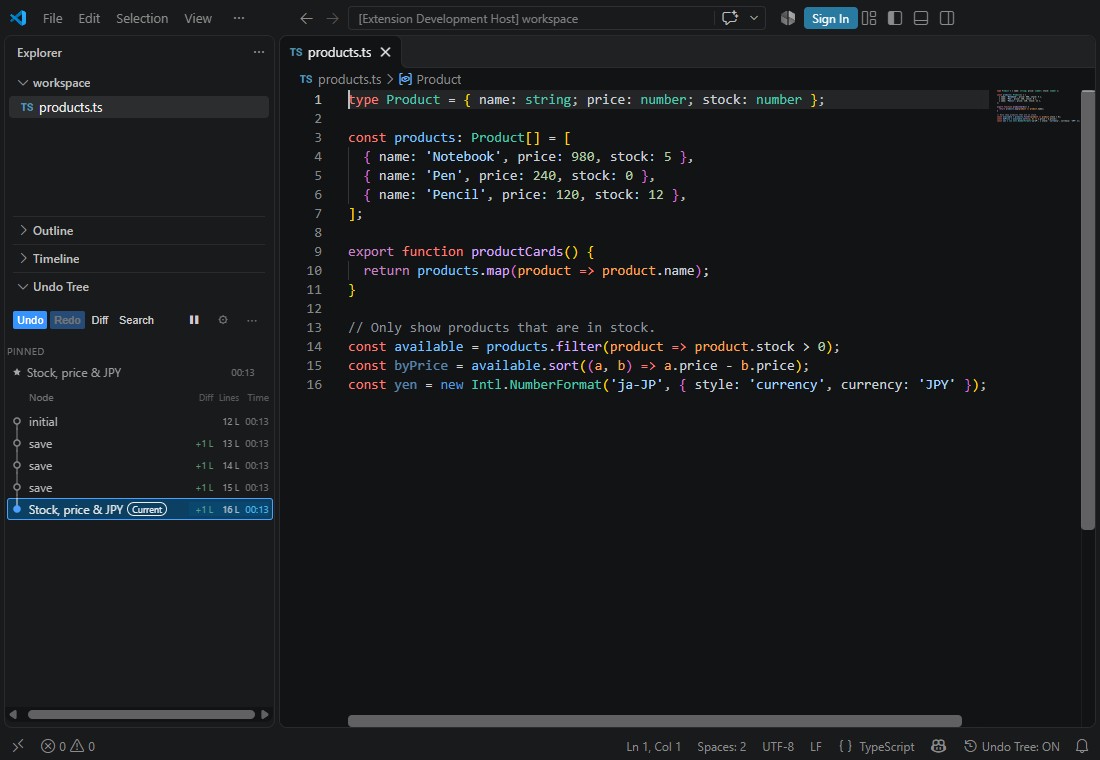 File Edit Selection View ··· [Extension Development Host] workspace Sign In
Explorer ···
workspace
TS products.ts
Outline
Timeline
Undo Tree
Undo Redo Diff Search ···
PINNED
★ Stock, price & JPY 00:13
Node Diff Lines Time
initial 12 L 00:13
save +1 L 13 L 00:13
save +1 L 14 L 00:13
save +1 L 15 L 00:13
Stock, price & JPY Current +1 L 16 L 00:13
TS products.ts
TS products.ts > Product
1 type Product = { name: string; price: number; stock: number };
2
3 const products: Product[] = [
4   { name: 'Notebook', price: 980, stock: 5 },
5   { name: 'Pen', price: 240, stock: 0 },
6   { name: 'Pencil', price: 120, stock: 12 },
7 ];
8
9 export function productCards() {
10   return products.map(product => product.name);
11 }
12
13 // Only show products that are in stock.
14 const available = products.filter(product => product.stock > 0);
15 const byPrice = available.sort((a, b) => a.price - b.price);
16 const yen = new Intl.NumberFormat('ja-JP', { style: 'currency', currency: 'JPY' });
0 0 Ln 1, Col 1 Spaces: 2 UTF-8 LF { } TypeScript Undo Tree: ON